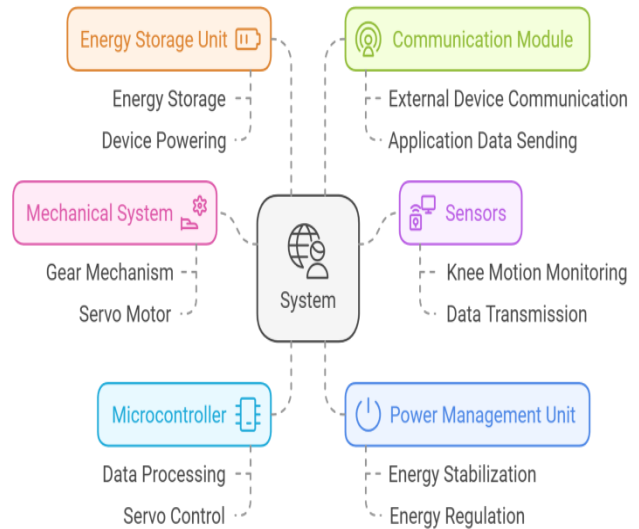 Energy Storage Unit
Energy Storage
Device Powering
Communication Module
External Device Communication
Application Data Sending
Mechanical System
Gear Mechanism
Servo Motor
System
Sensors
Knee Motion Monitoring
Data Transmission
Microcontroller
Data Processing
Servo Control
Power Management Unit
Energy Stabilization
Energy Regulation